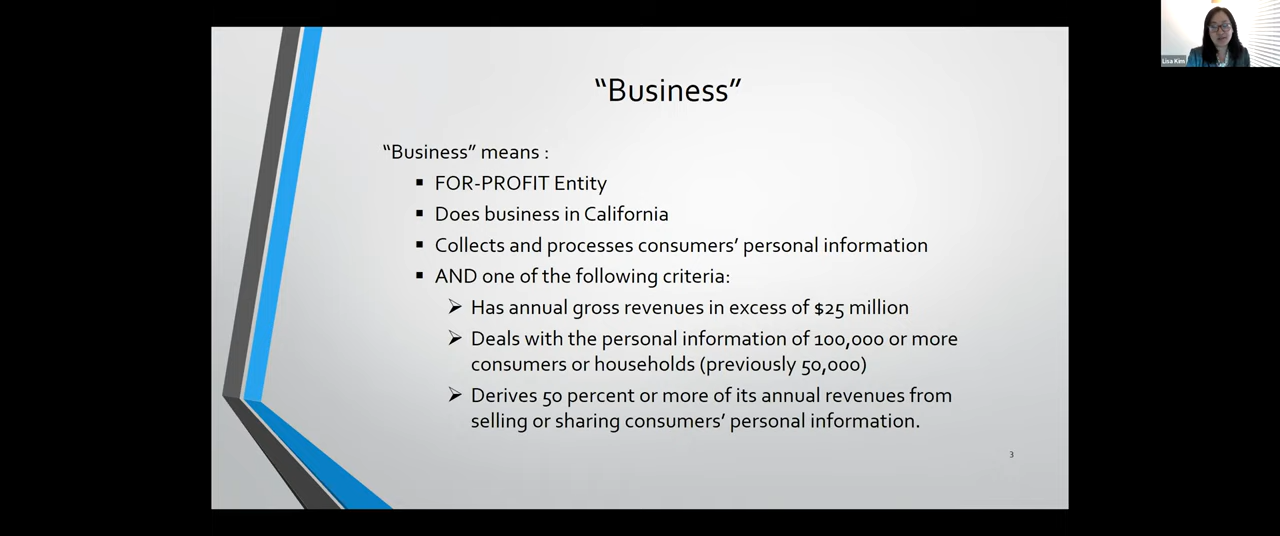 Lisa Kim
“Business”
“Business” means :
▪ FOR-PROFIT Entity
▪ Does business in California
▪ Collects and processes consumers’ personal information
▪ AND one of the following criteria:
➢ Has annual gross revenues in excess of $25 million
➢ Deals with the personal information of 100,000 or more
consumers or households (previously 50,000)
➢ Derives 50 percent or more of its annual revenues from
selling or sharing consumers’ personal information.
3